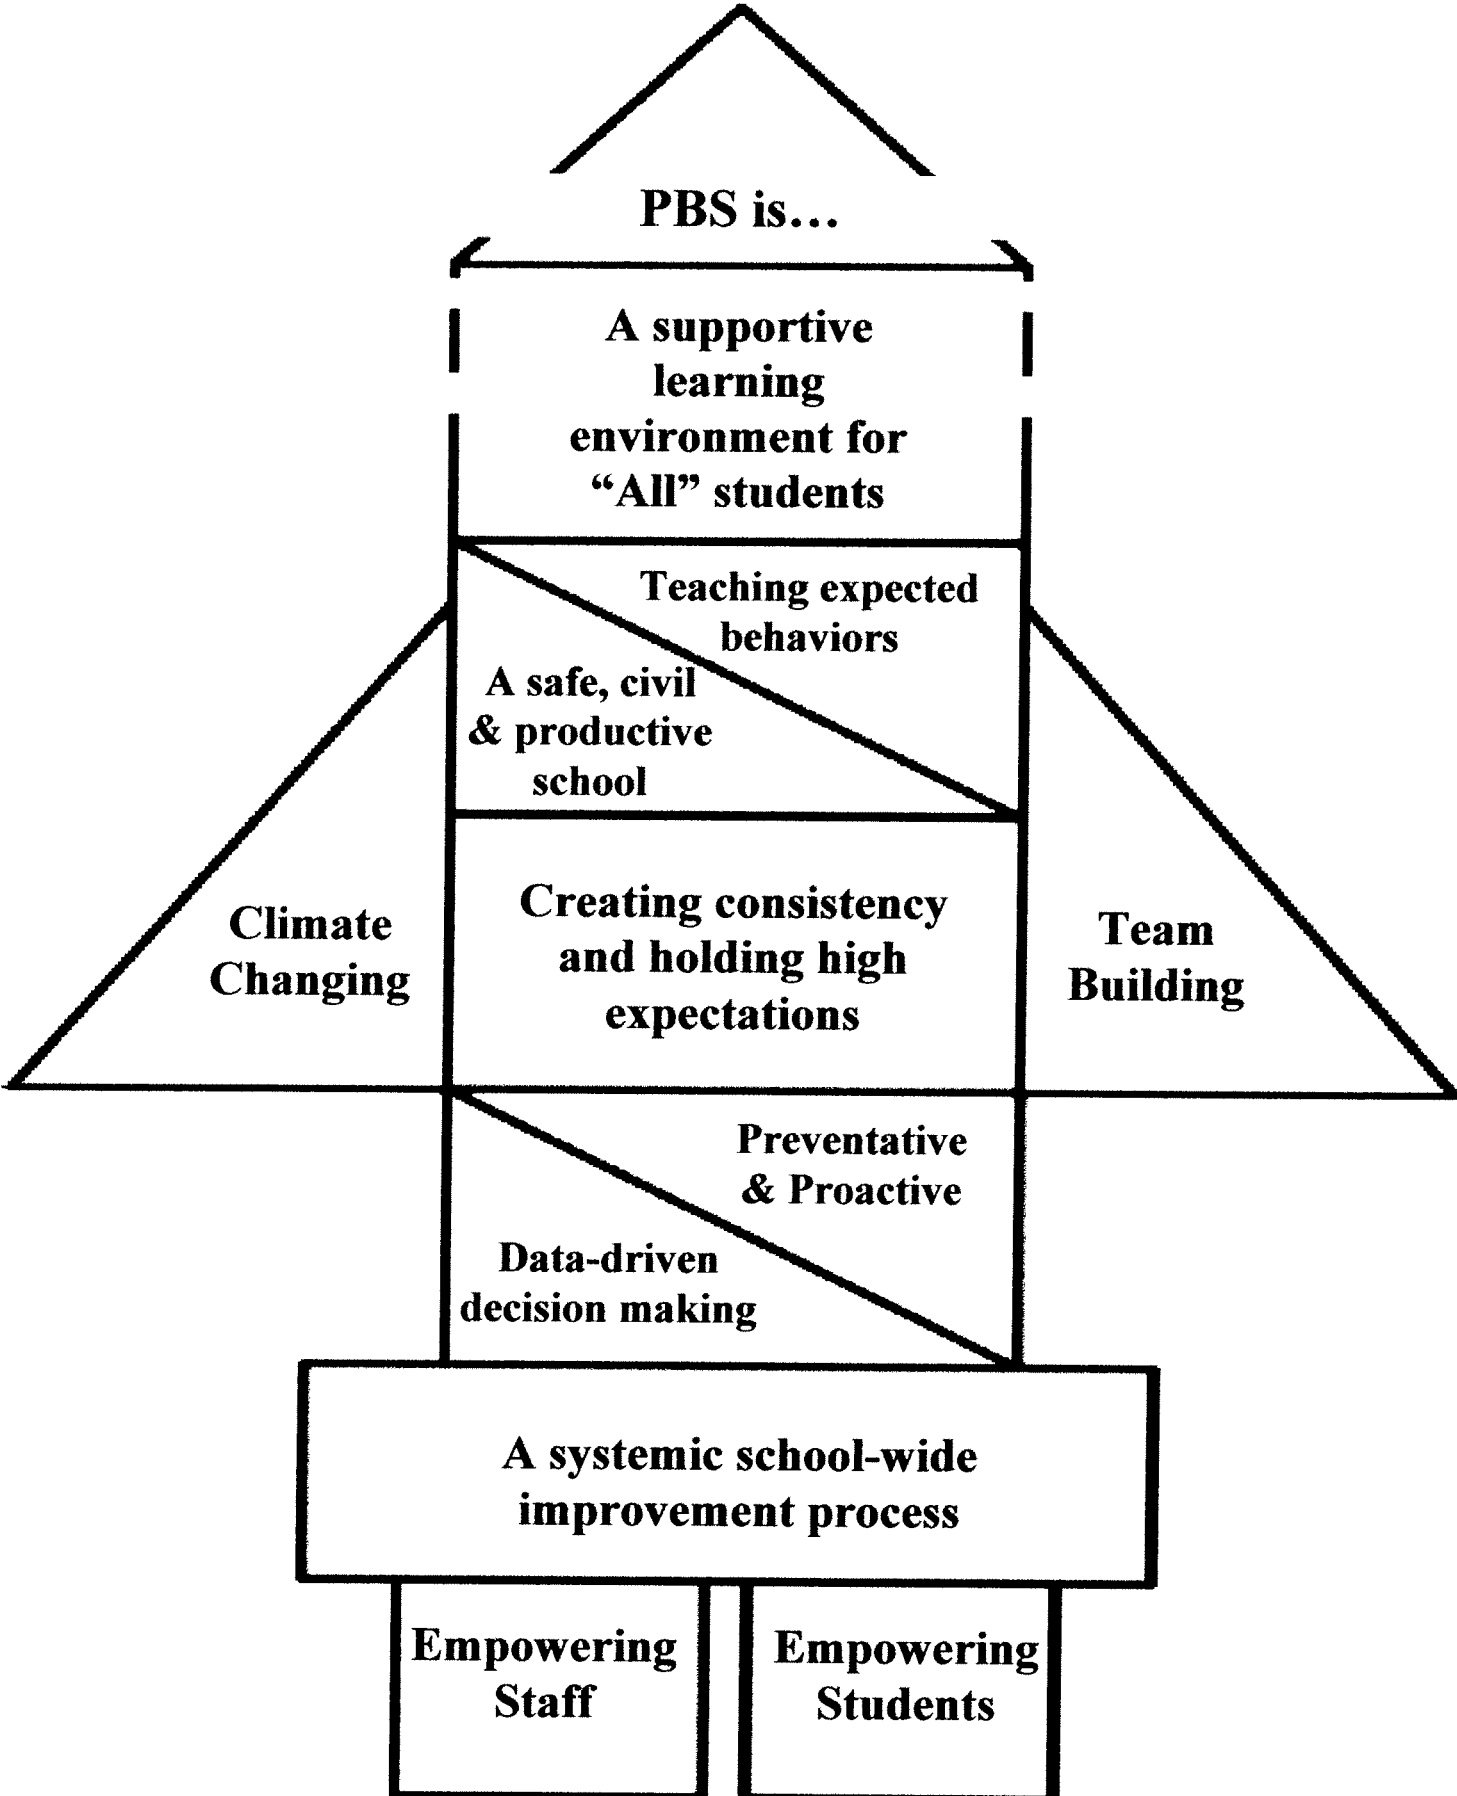 PBS is…
A supportive
learning
environment for
“All” students
Teaching expected
behaviors
A safe, civil
& productive
school
Climate
Changing
Creating consistency
and holding high
expectations
Team
Building
Preventative
& Proactive
Data-driven
decision making
A systemic school-wide
improvement process
Empowering
Staff
Empowering
Students